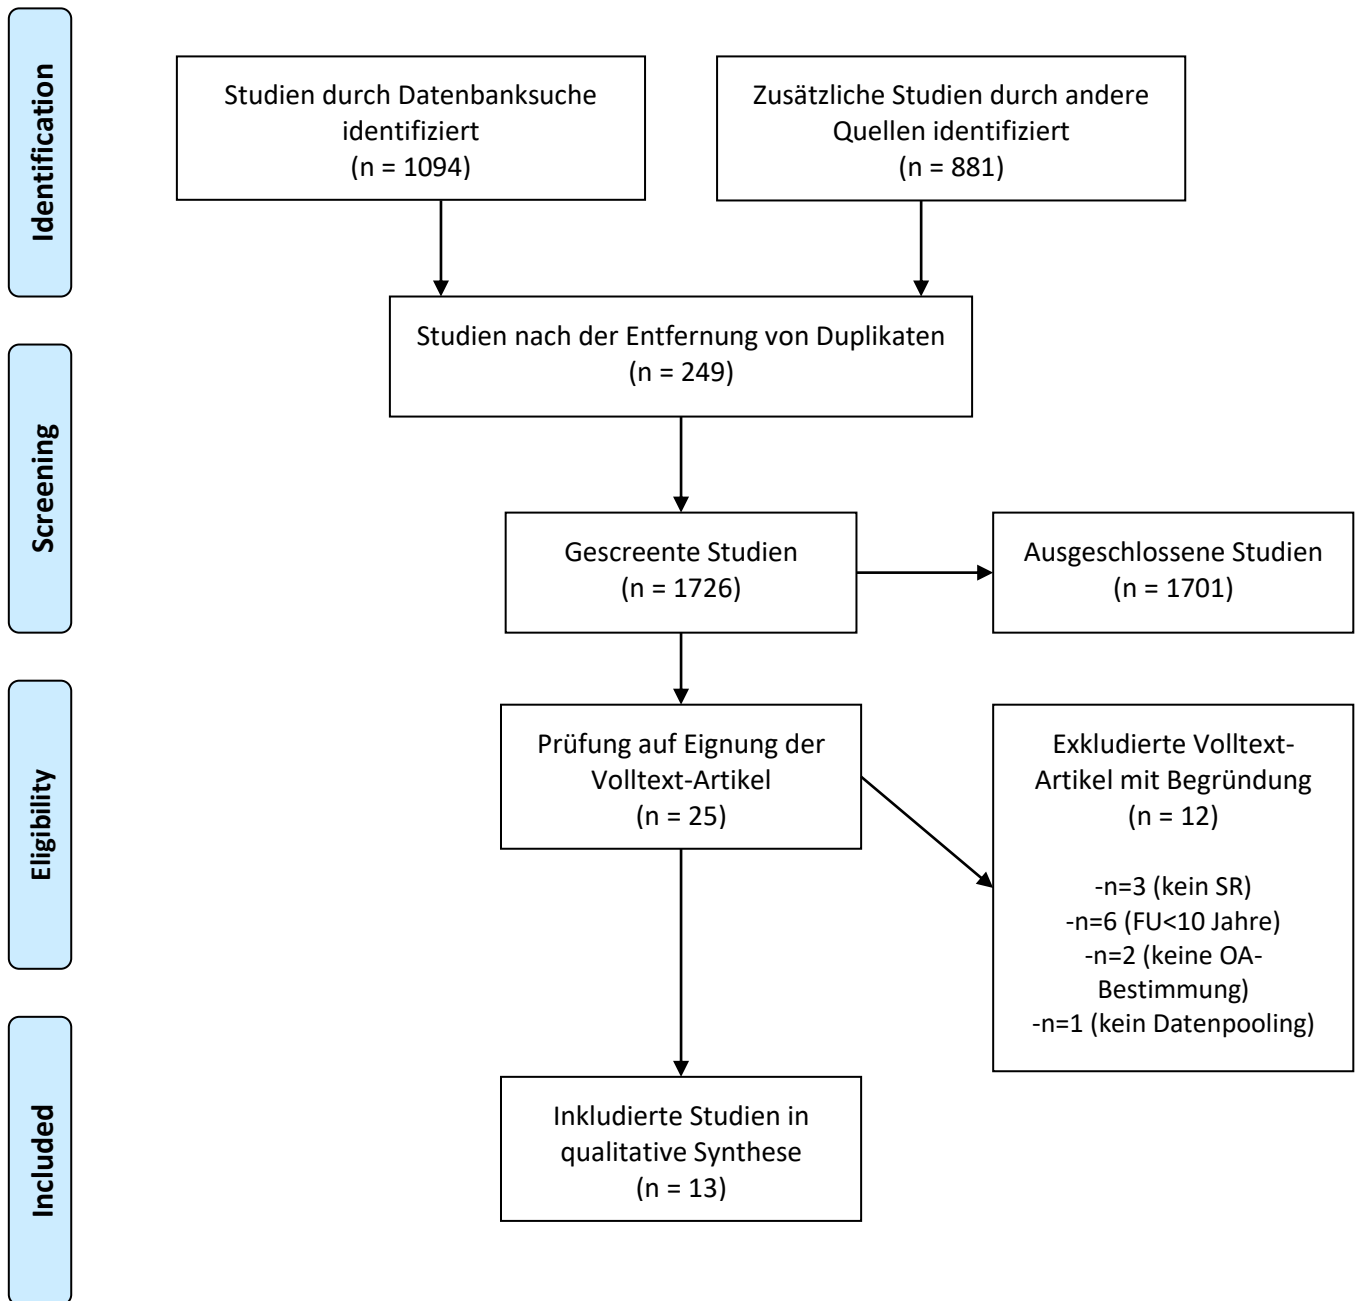 Identification
Studien durch Datenbanksuche
identifiziert
(n = 1094)
Zusätzliche Studien durch andere
Quellen identifiziert
(n = 881)
Studien nach der Entfernung von Duplikaten
(n = 249)
Screening
Gescreente Studien
(n = 1726)
Ausgeschlossene Studien
(n = 1701)
Eligibility
Prüfung auf Eignung der
Volltext-Artikel
(n = 25)
Exkludierte Volltext-
Artikel mit Begründung
(n = 12)
-n=3 (kein SR)
-n=6 (FU<10 Jahre)
-n=2 (keine OA-
Bestimmung)
-n=1 (kein Datenpooling)
Included
Inkludierte Studien in
qualitative Synthese
(n = 13)